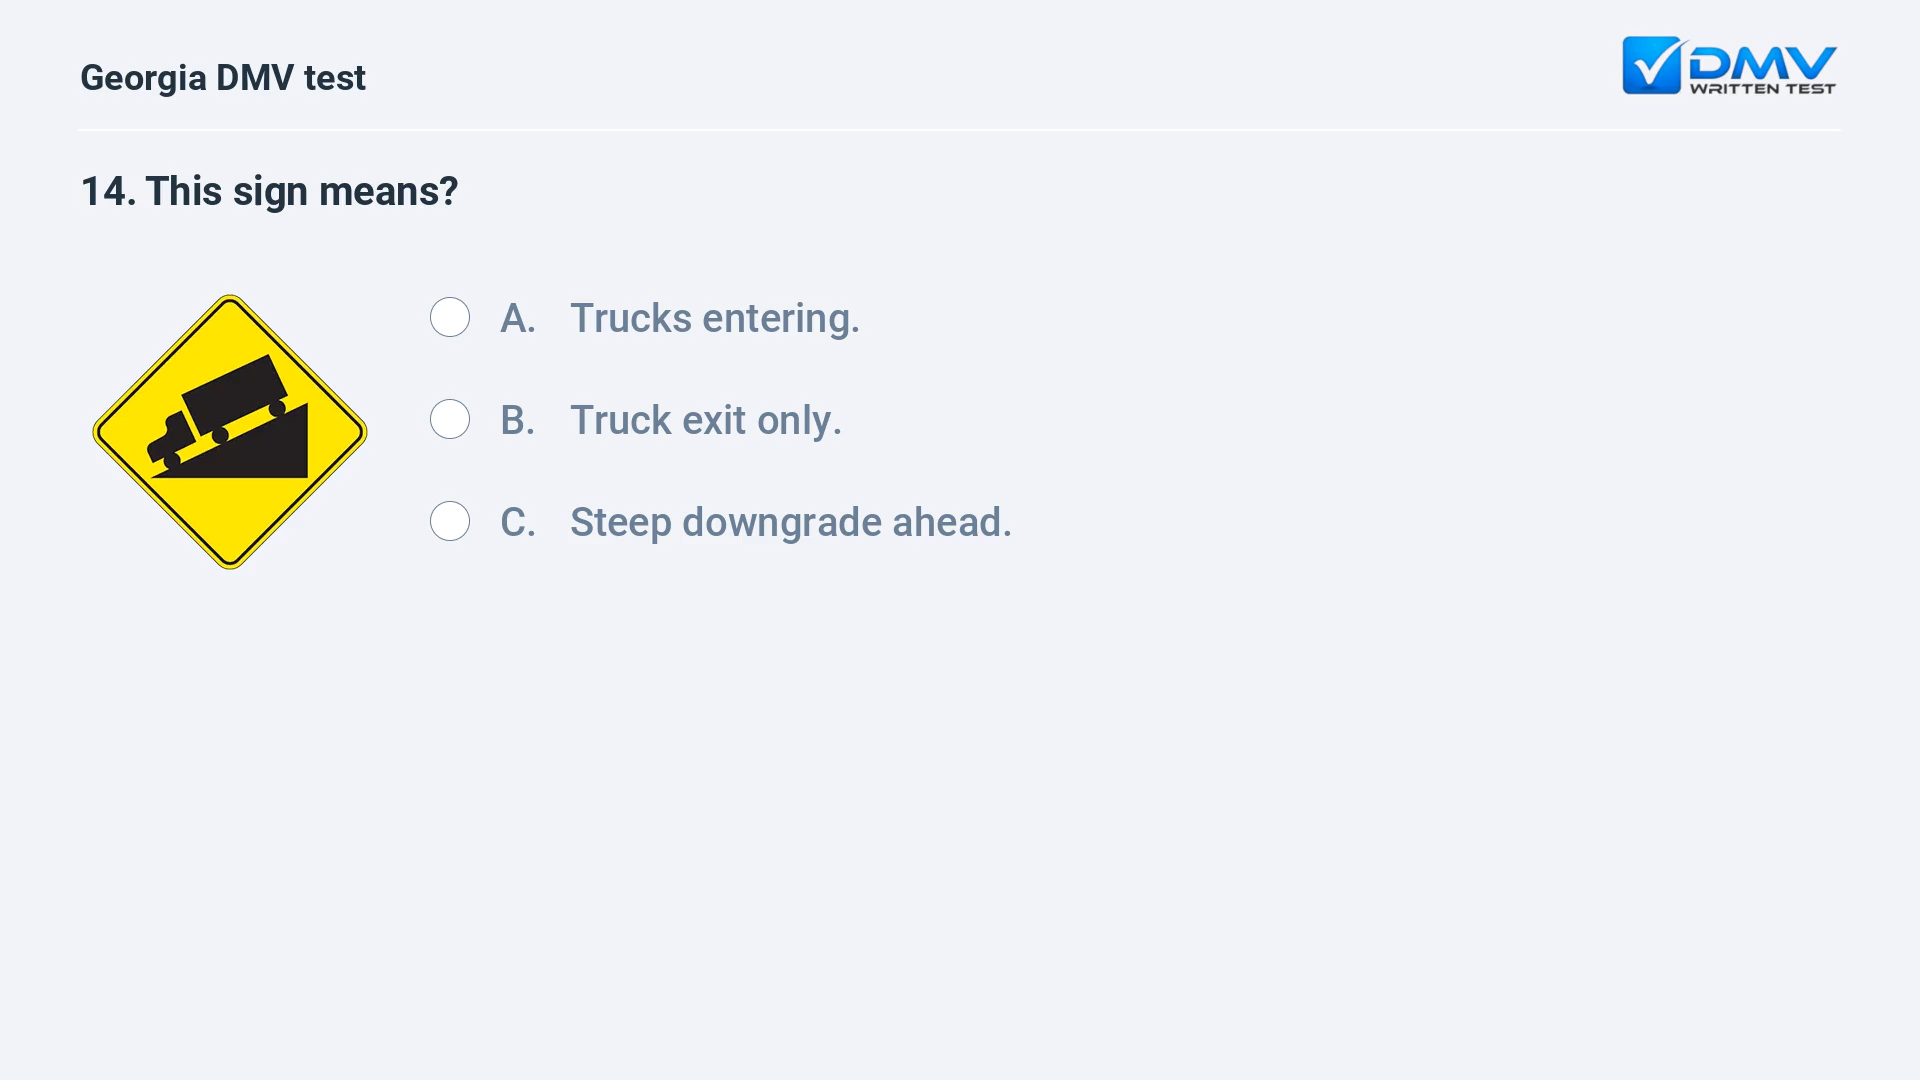 Georgia DMV test
DMV
WRITTEN TEST
14. This sign means?
A. Trucks entering.
B. Truck exit only.
C. Steep downgrade ahead.